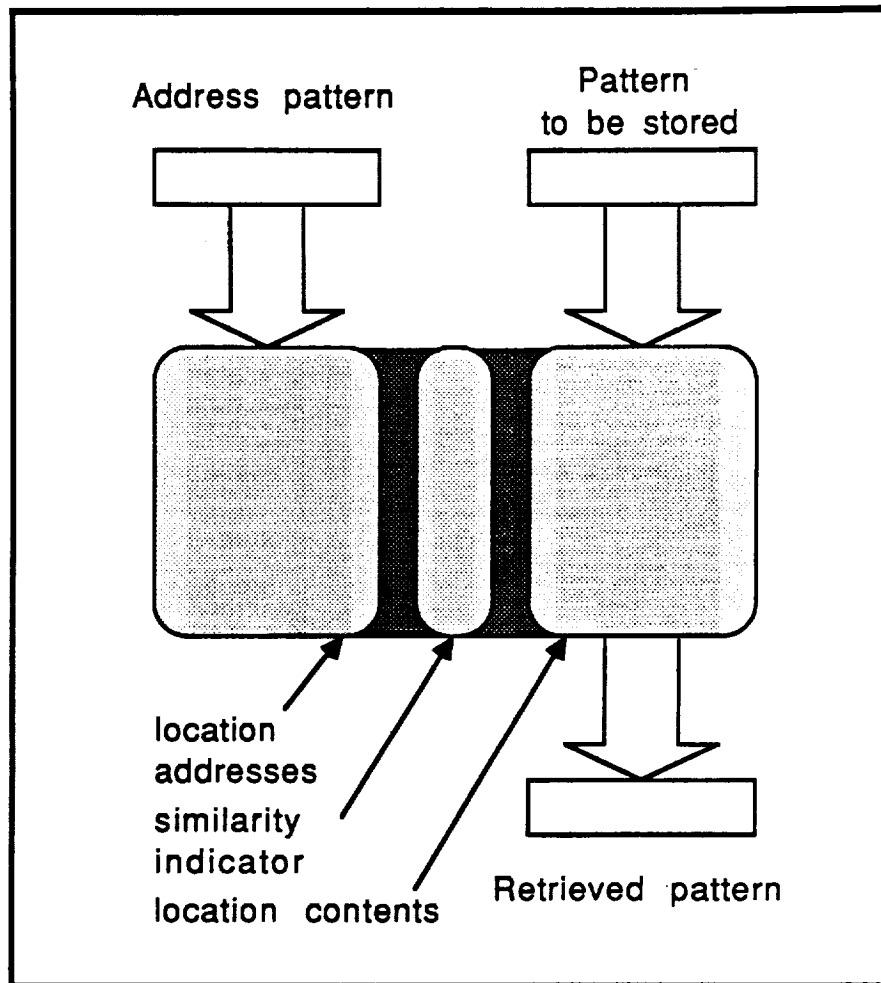 Address pattern
Pattern
to be stored
location
addresses
similarity
indicator
location contents
Retrieved pattern